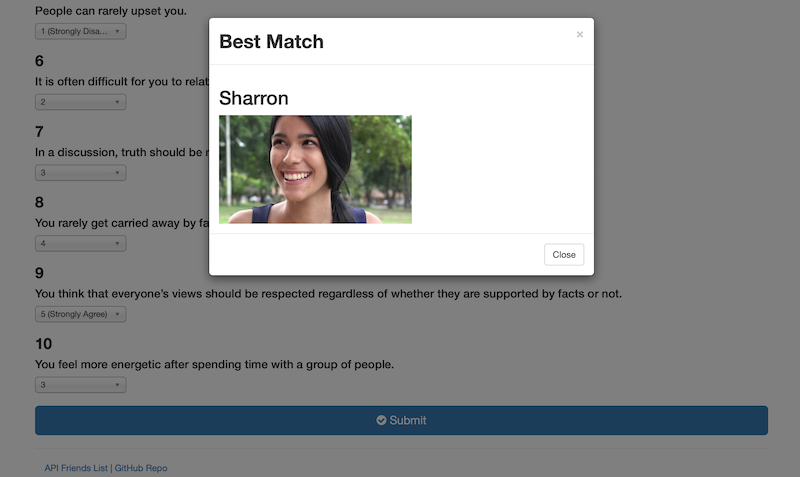 People can rarely upset you.
1 (Strongly Disa...
Best Match
×
Sharron
Close
6
It is often difficult for you to relat
2
7
In a discussion, truth should be
3
8
You rarely get carried away by fa
4
9
You think that everyone’s views should be respected regardless of whether they are supported by facts or not.
5 (Strongly Agree)
10
You feel more energetic after spending time with a group of people.
3
Submit
API Friends List | GitHub Repo